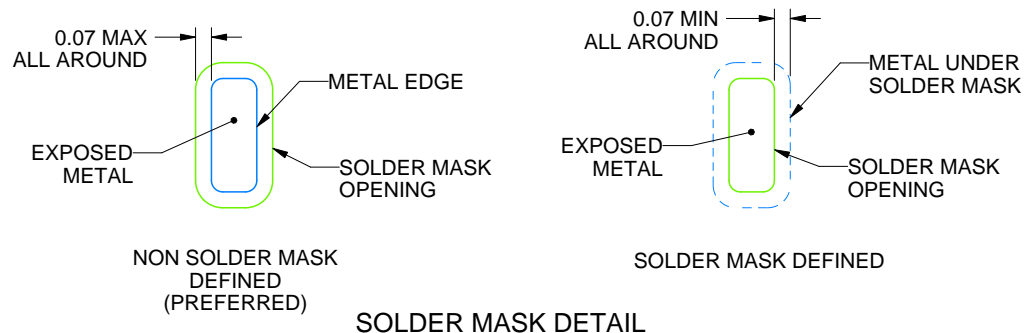 0.07 MAX
ALL AROUND
METAL EDGE
EXPOSED
METAL
SOLDER MASK
OPENING
NON SOLDER MASK
DEFINED
(PREFERRED)
0.07 MIN
ALL AROUND
METAL UNDER
SOLDER MASK
EXPOSED
METAL
SOLDER MASK
OPENING
SOLDER MASK DEFINED
SOLDER MASK DETAIL